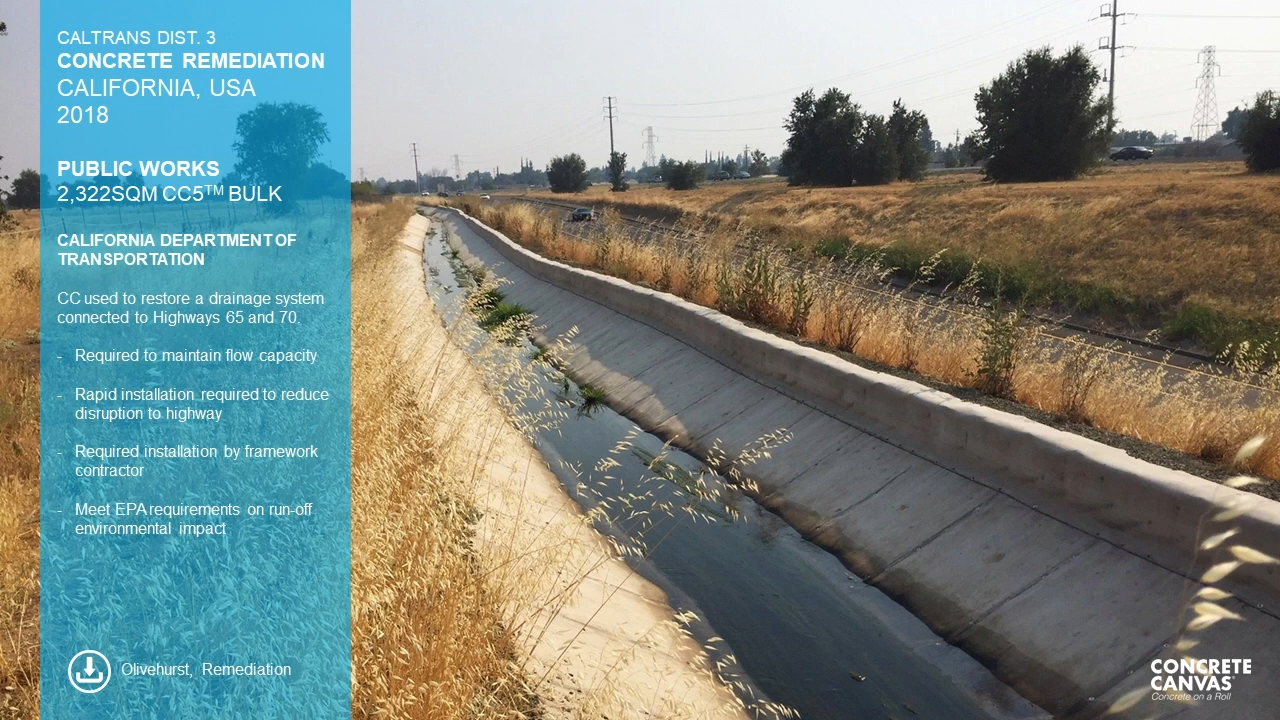 CALTRANS DIST. 3
CONCRETE REMEDIATION
CALIFORNIA, USA
2018
PUBLIC WORKS
2,322SQM CC5™ BULK
CALIFORNIA DEPARTMENT OF
TRANSPORTATION
CC used to restore a drainage system
connected to Highways 65 and 70.
- Required to maintain flow capacity
- Rapid installation required to reduce
disruption to highway
- Required installation by framework
contractor
- Meet EPA requirements on run-off
environmental impact
Olivehurst, Remediation
CONCRETE
CANVAS®
Concrete on a Roll